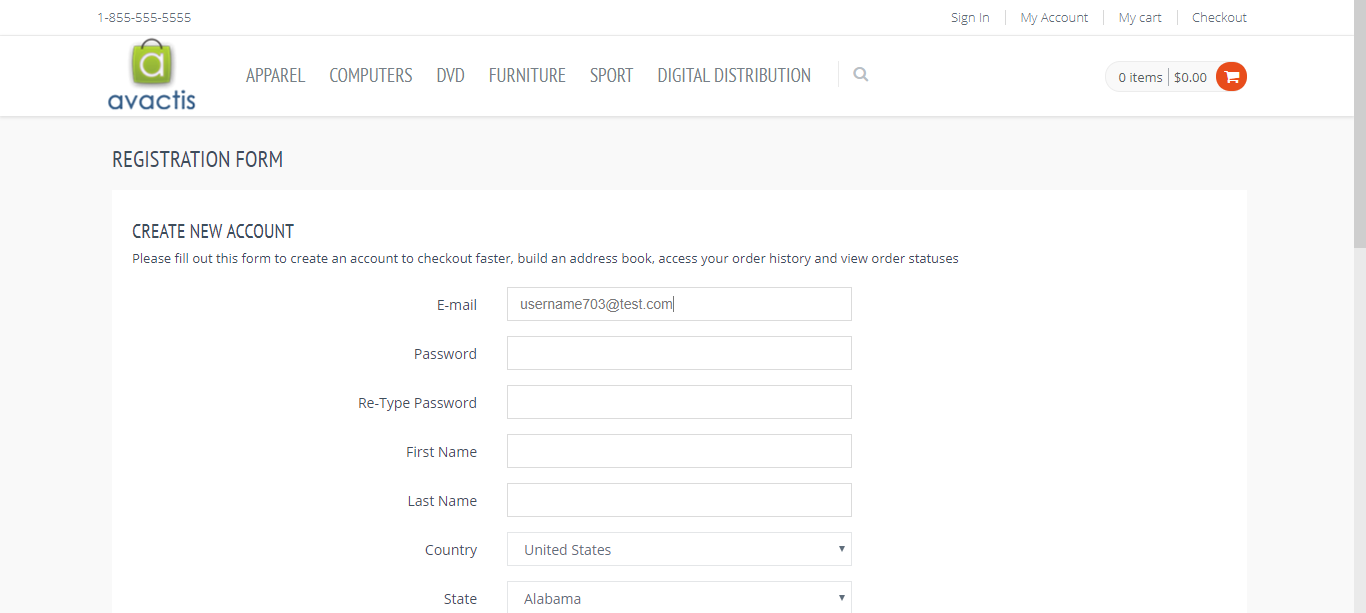 1-855-555-5555 Sign In My Account My cart Checkout
a
avactis
APPAREL COMPUTERS DVD FURNITURE SPORT DIGITAL DISTRIBUTION 0 items $0.00
REGISTRATION FORM
CREATE NEW ACCOUNT
Please fill out this form to create an account to checkout faster, build an address book, access your order history and view order statuses
E-mail username703@test.com
Password
Re-Type Password
First Name
Last Name
Country United States
State Alabama